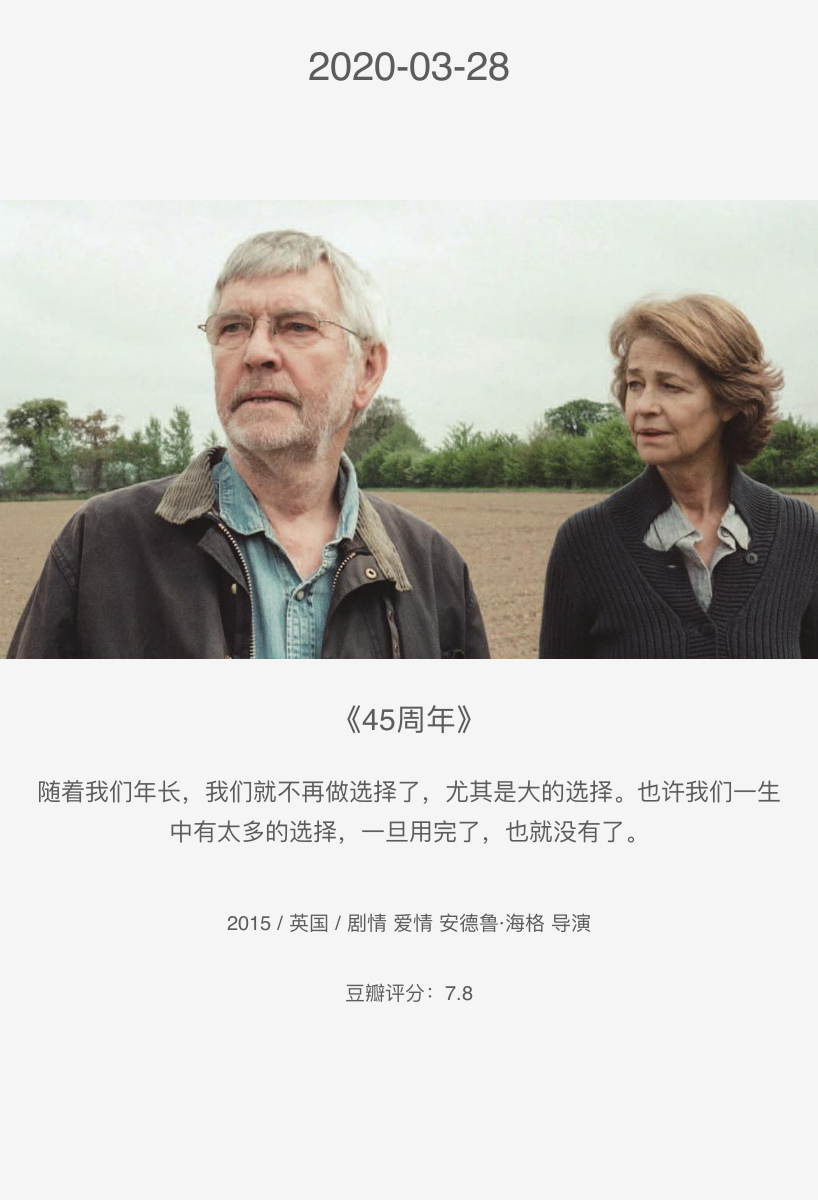 2020-03-28
《45周年》
随着我们年长，我们就不再做选择了，尤其是大的选择。也许我们一生
中有太多的选择，一旦用完了，也就没有了。
2015 / 英国 / 剧情 爱情 安德鲁·海格 导演
豆瓣评分：7.8